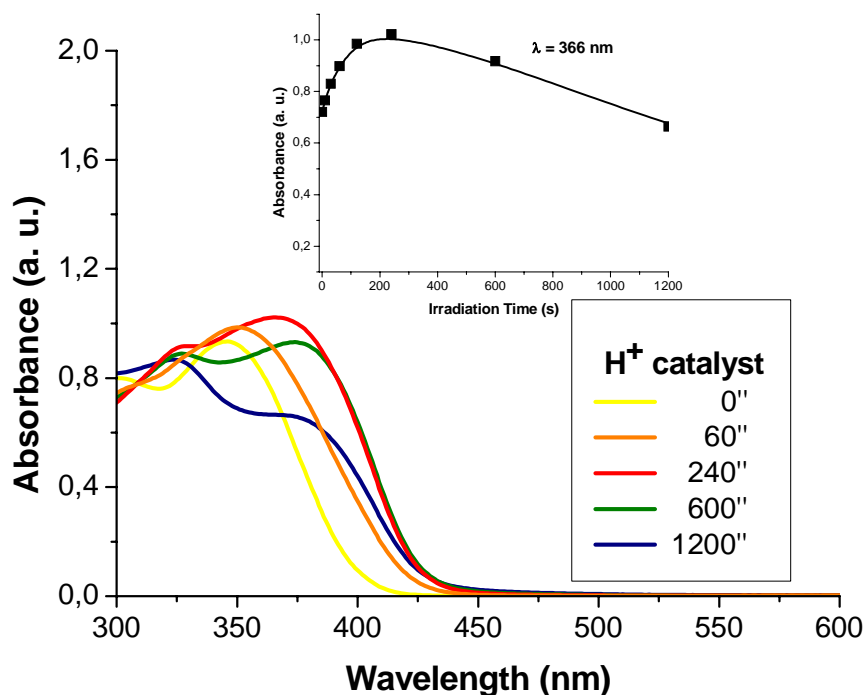 1,0
0,8
0,6
0,4
0,2
Absorbance (a. u.)
λ = 366 nm
0 200 400 600 800 1000 1200
Irradiation Time (s)
2,0
1,6
1,2
0,8
0,4
0,0
Absorbance (a. u.)
H+ catalyst
0"
60"
240"
600"
1200"
300 350 400 450 500 550 600
Wavelength (nm)